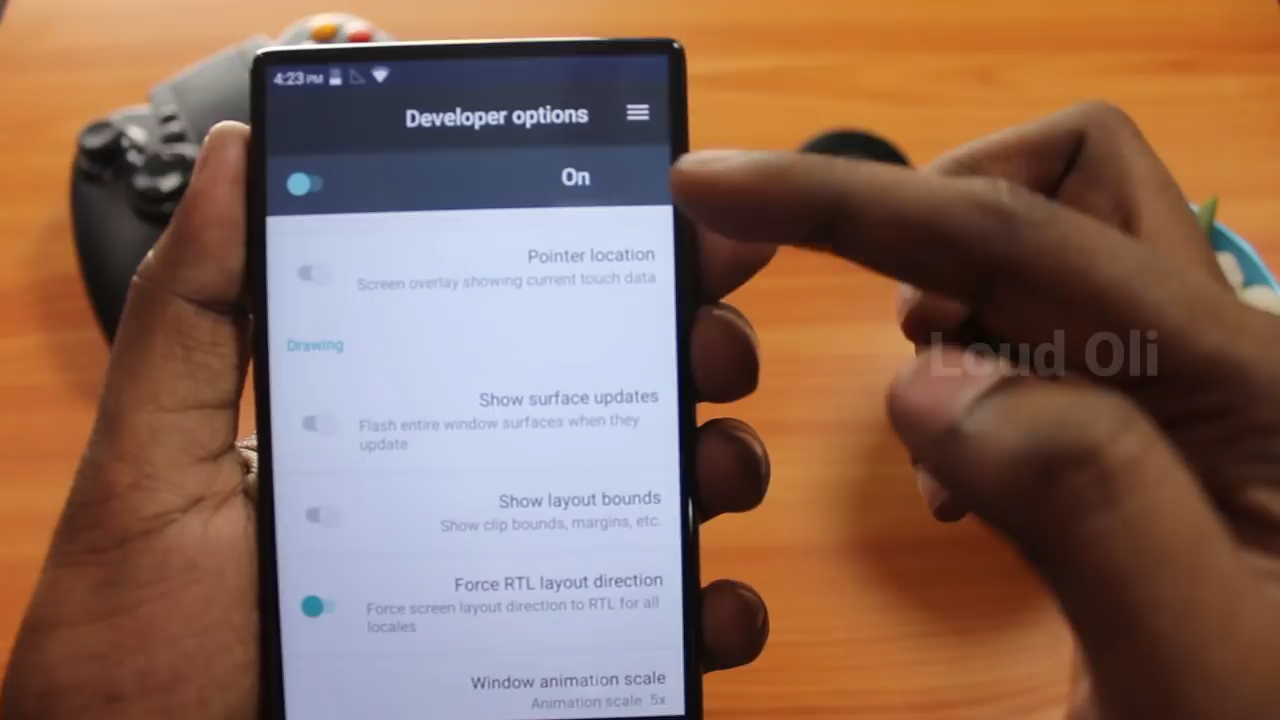 4:23 PM
Developer options
On
Pointer location
Screen overlay showing current touch data
Drawing
Show surface updates
Flash entire window surfaces when they
update
Show layout bounds
Show clip bounds, margins, etc.
Force RTL layout direction
Force screen layout direction to RTL for all
locales
Window animation scale
Animation scale 5x
Loud Oli